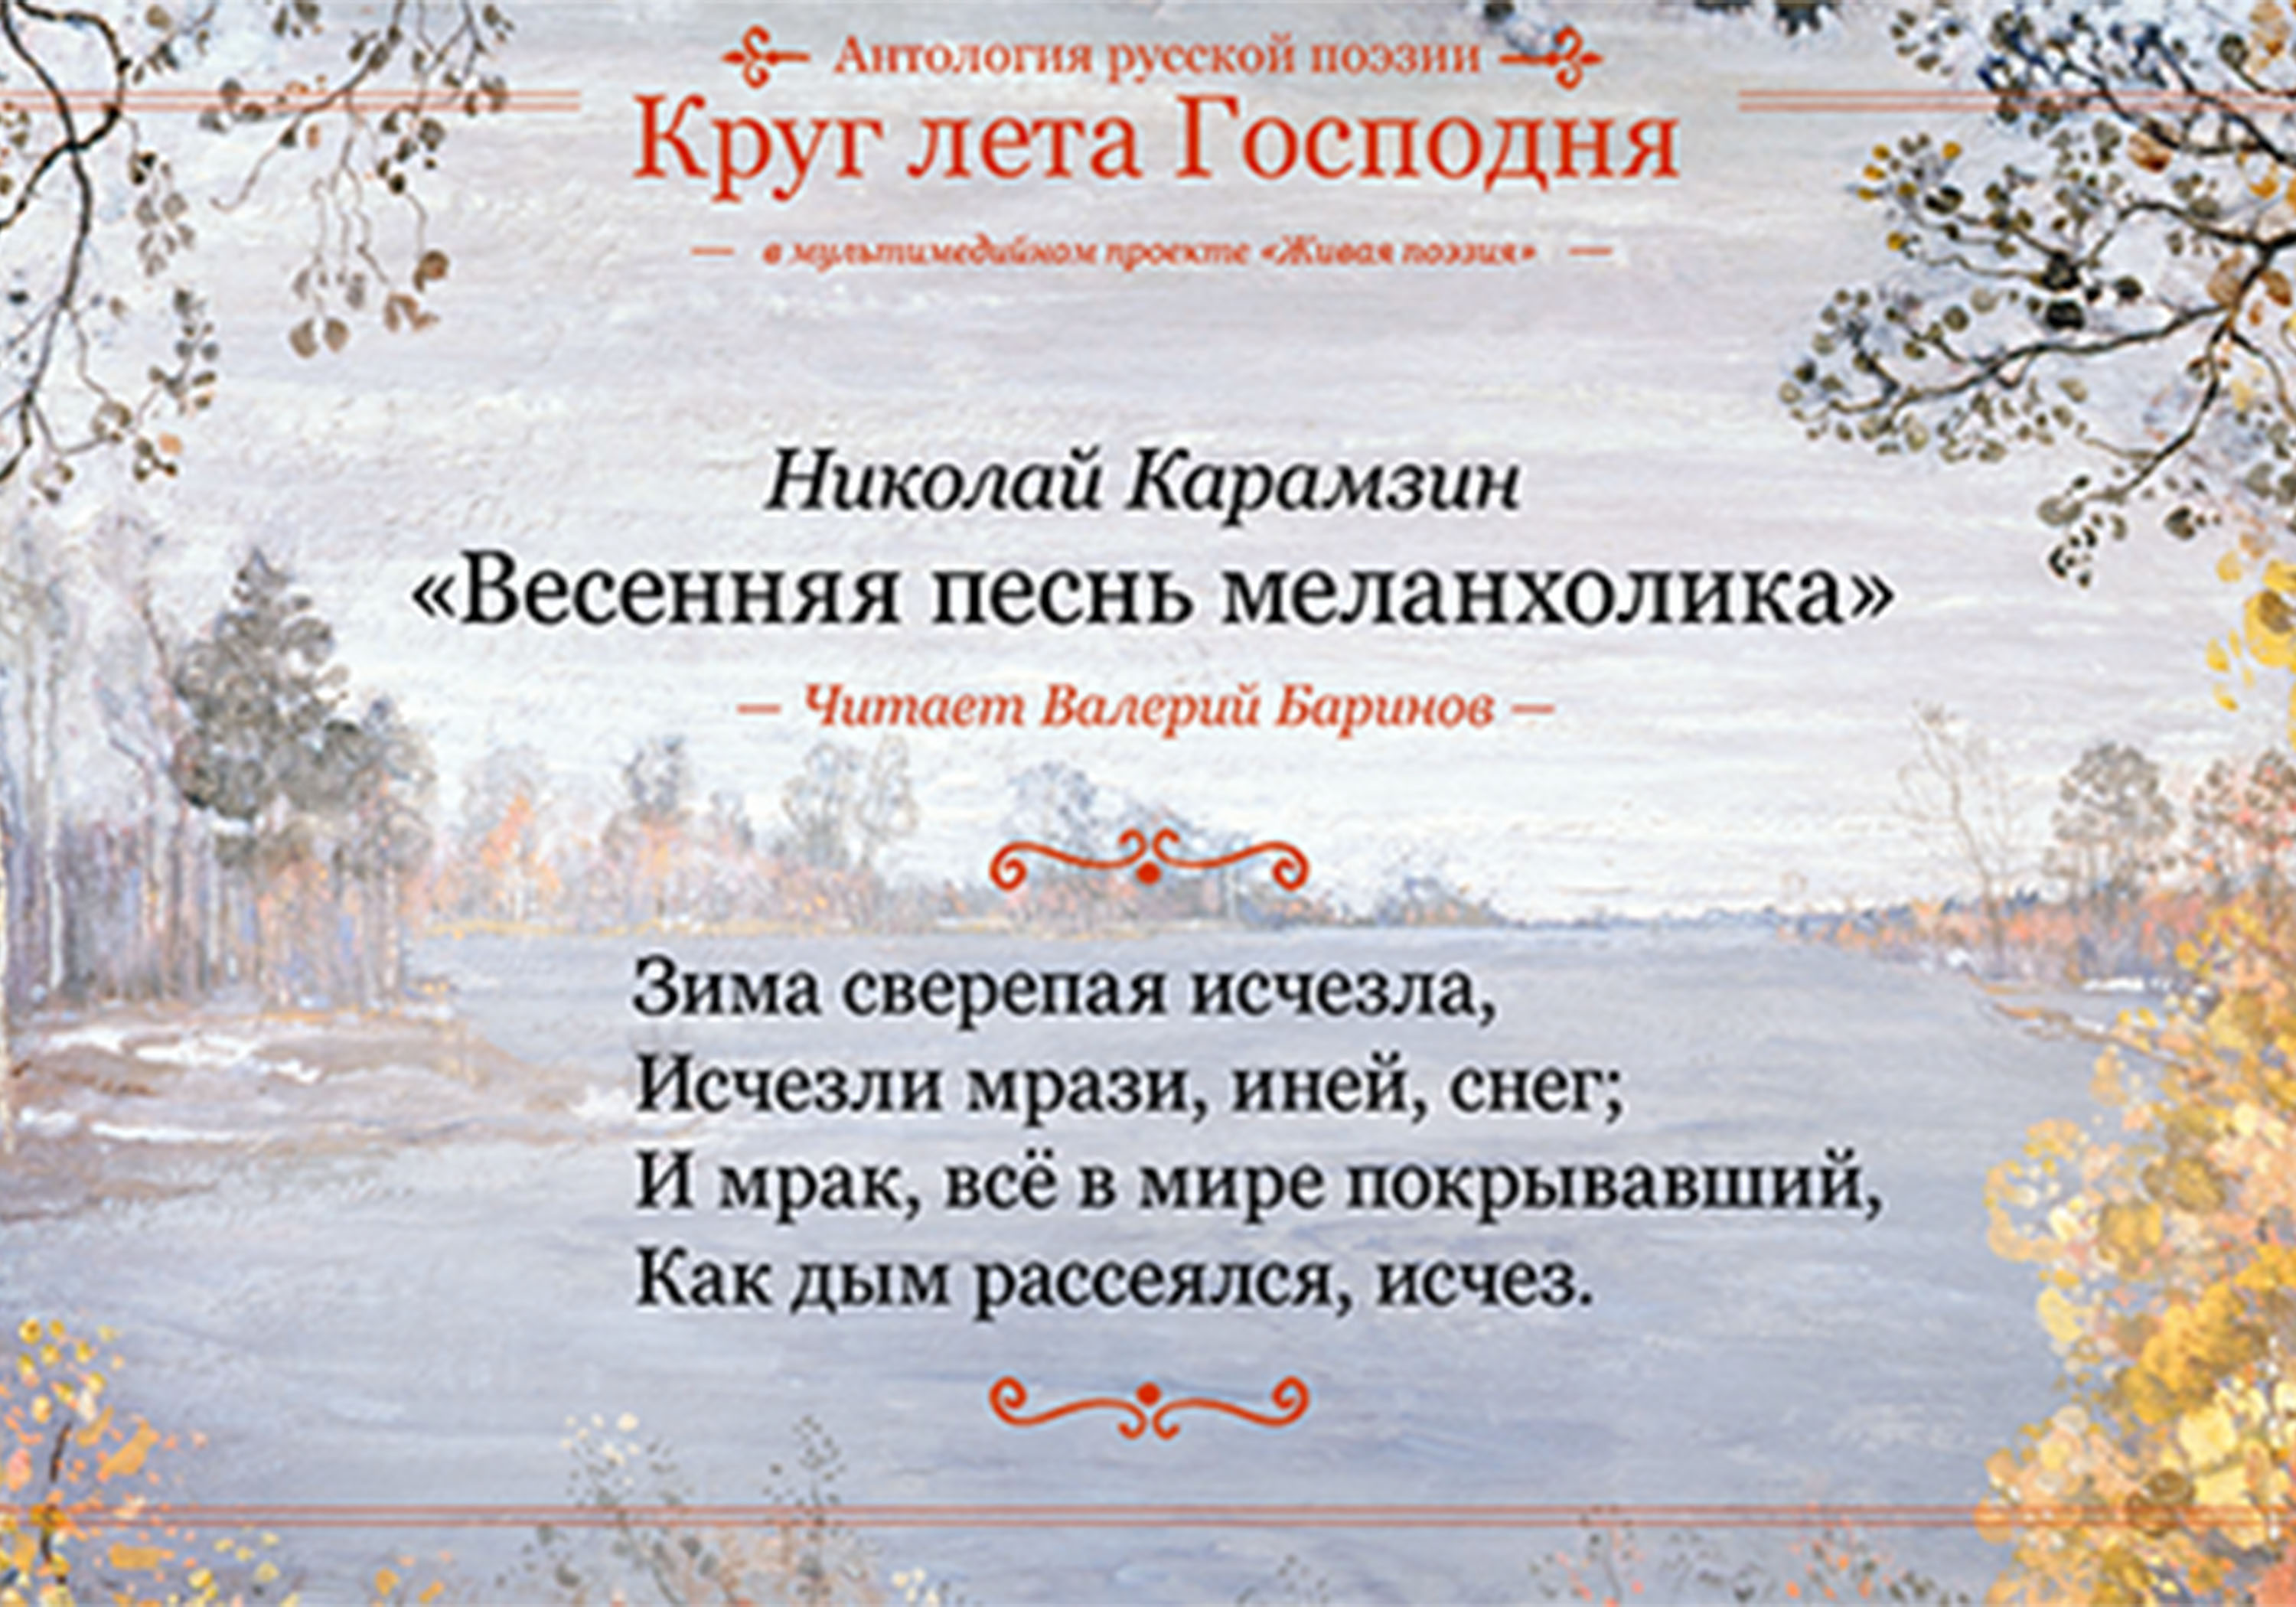 Антология русской поэзии
Круг лета Господня
— в мультимедийном проекте «Живая поэзия» —
Николай Карамзин
«Весенняя песнь меланхолика»
— Читает Валерий Баринов —
Зима сверепая исчезла,
Исчезли мрази, иней, снег;
И мрак, всё в мире покрывавший,
Как дым рассеялся, исчез.